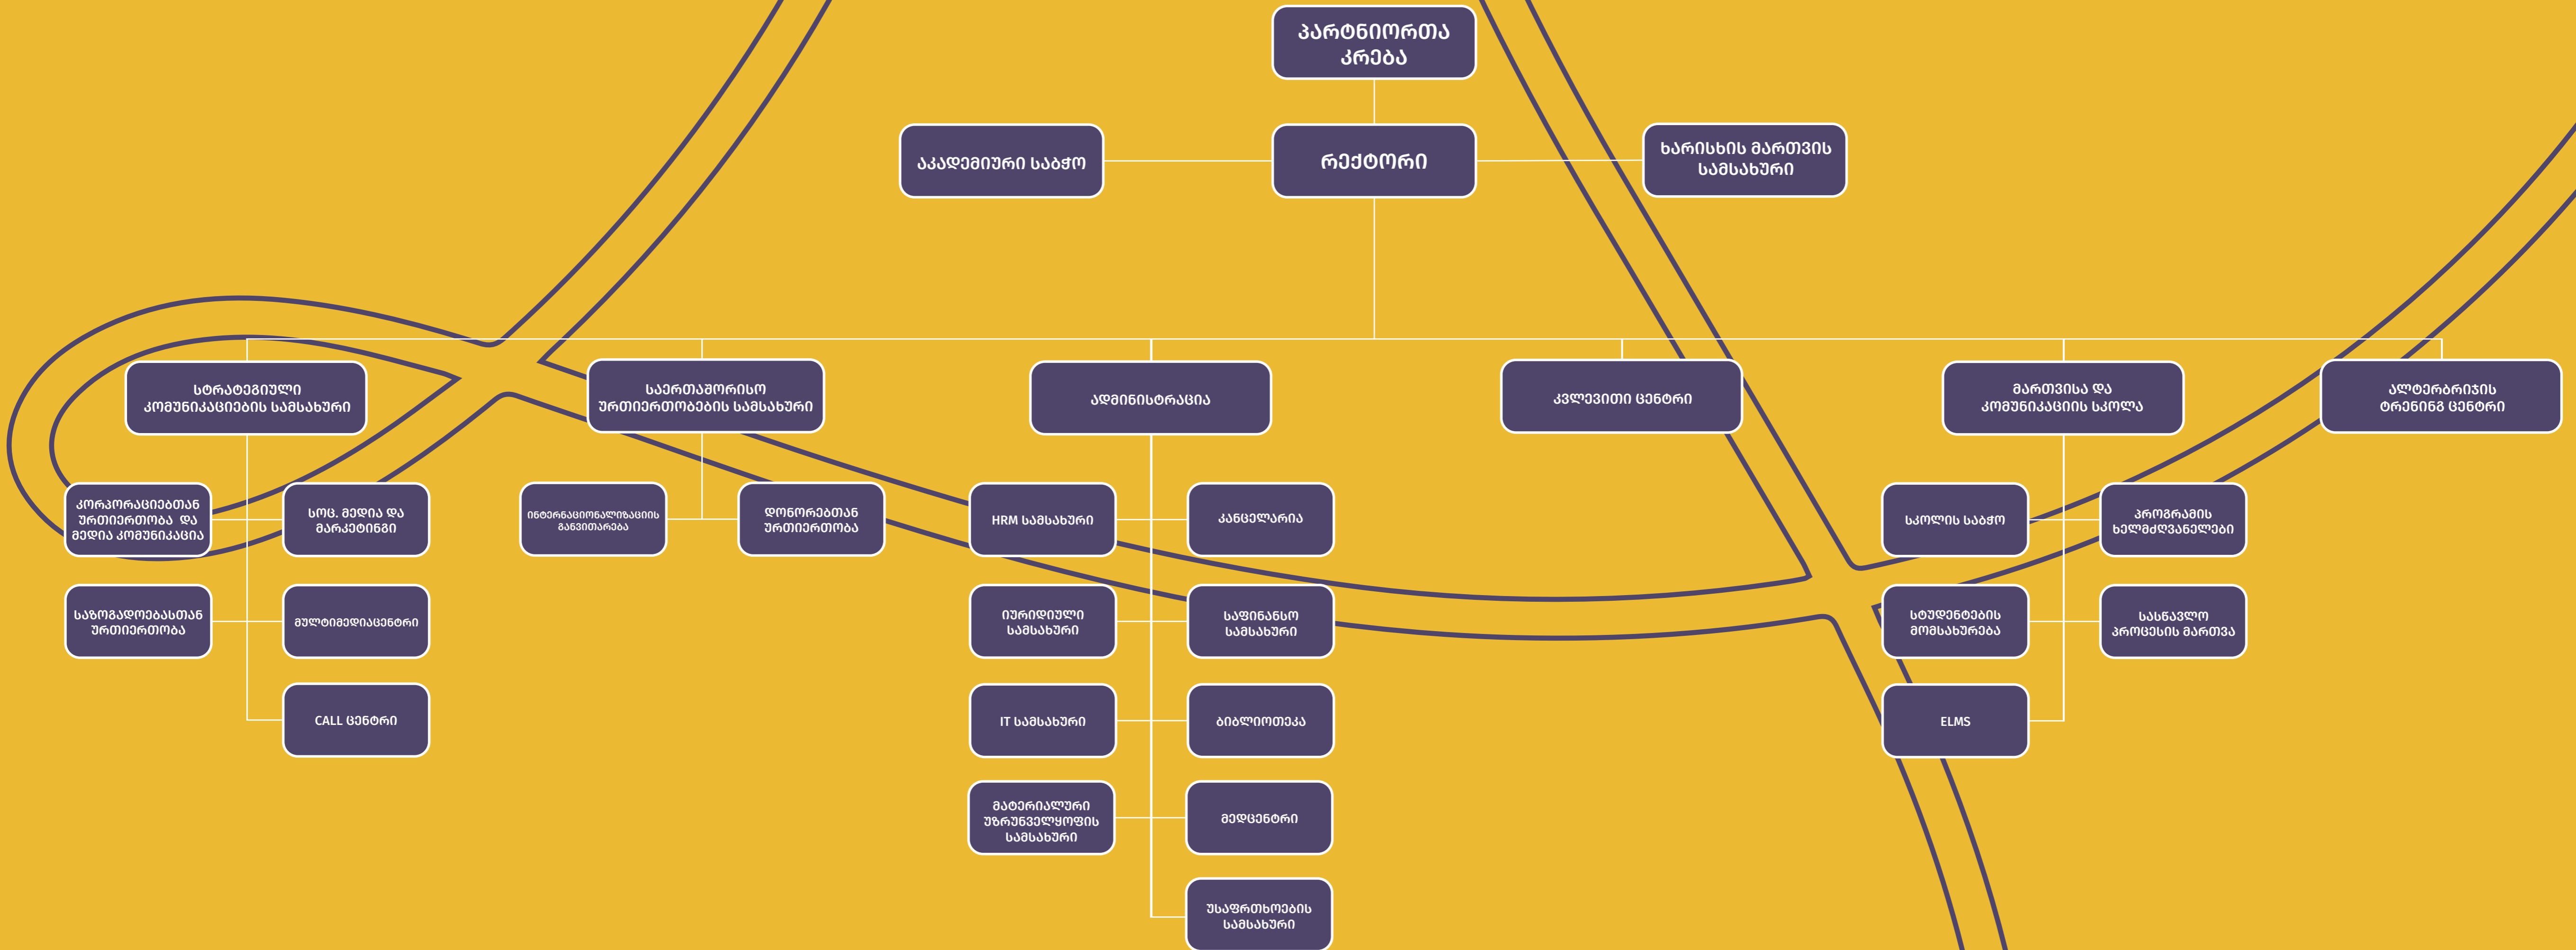 პარტნიორთა
კრება
აკადემიური საბჭო
რექტორი
ხარისხის მართვის
სამსახური
სტრატეგიული
კომუნიკაციების სამსახური
საერთაშორისო
ურთიერთობების სამსახური
ადმინისტრაცია
კვლევითი ცენტრი
მართვისა და
კომუნიკაციის სკოლა
ალტერბრიჯის
ტრენინგ ცენტრი
კორპორაციებთან
ურთიერთობა და
მედია კომუნიკაცია
სოც. მედია და
მარკეტინგი
ინტერნაციონალიზაციის
განვითარება
დონორებთან
ურთიერთობა
HRM სამსახური
კანცელარია
სკოლის საბჭო
პროგრამის
ხელმძღვანელები
საზოგადოებასთან
ურთიერთობა
მულტიმედიაცენტრი
იურიდიული
სამსახური
საფინანსო
სამსახური
სტუდენტების
მომსახურება
სასწავლო
პროცესის მართვა
CALL ცენტრი
IT სამსახური
ბიბლიოთეკა
ELMS
მატერიალური
უზრუნველყოფის
სამსახური
მედცენტრი
უსაფრთხოების
სამსახური